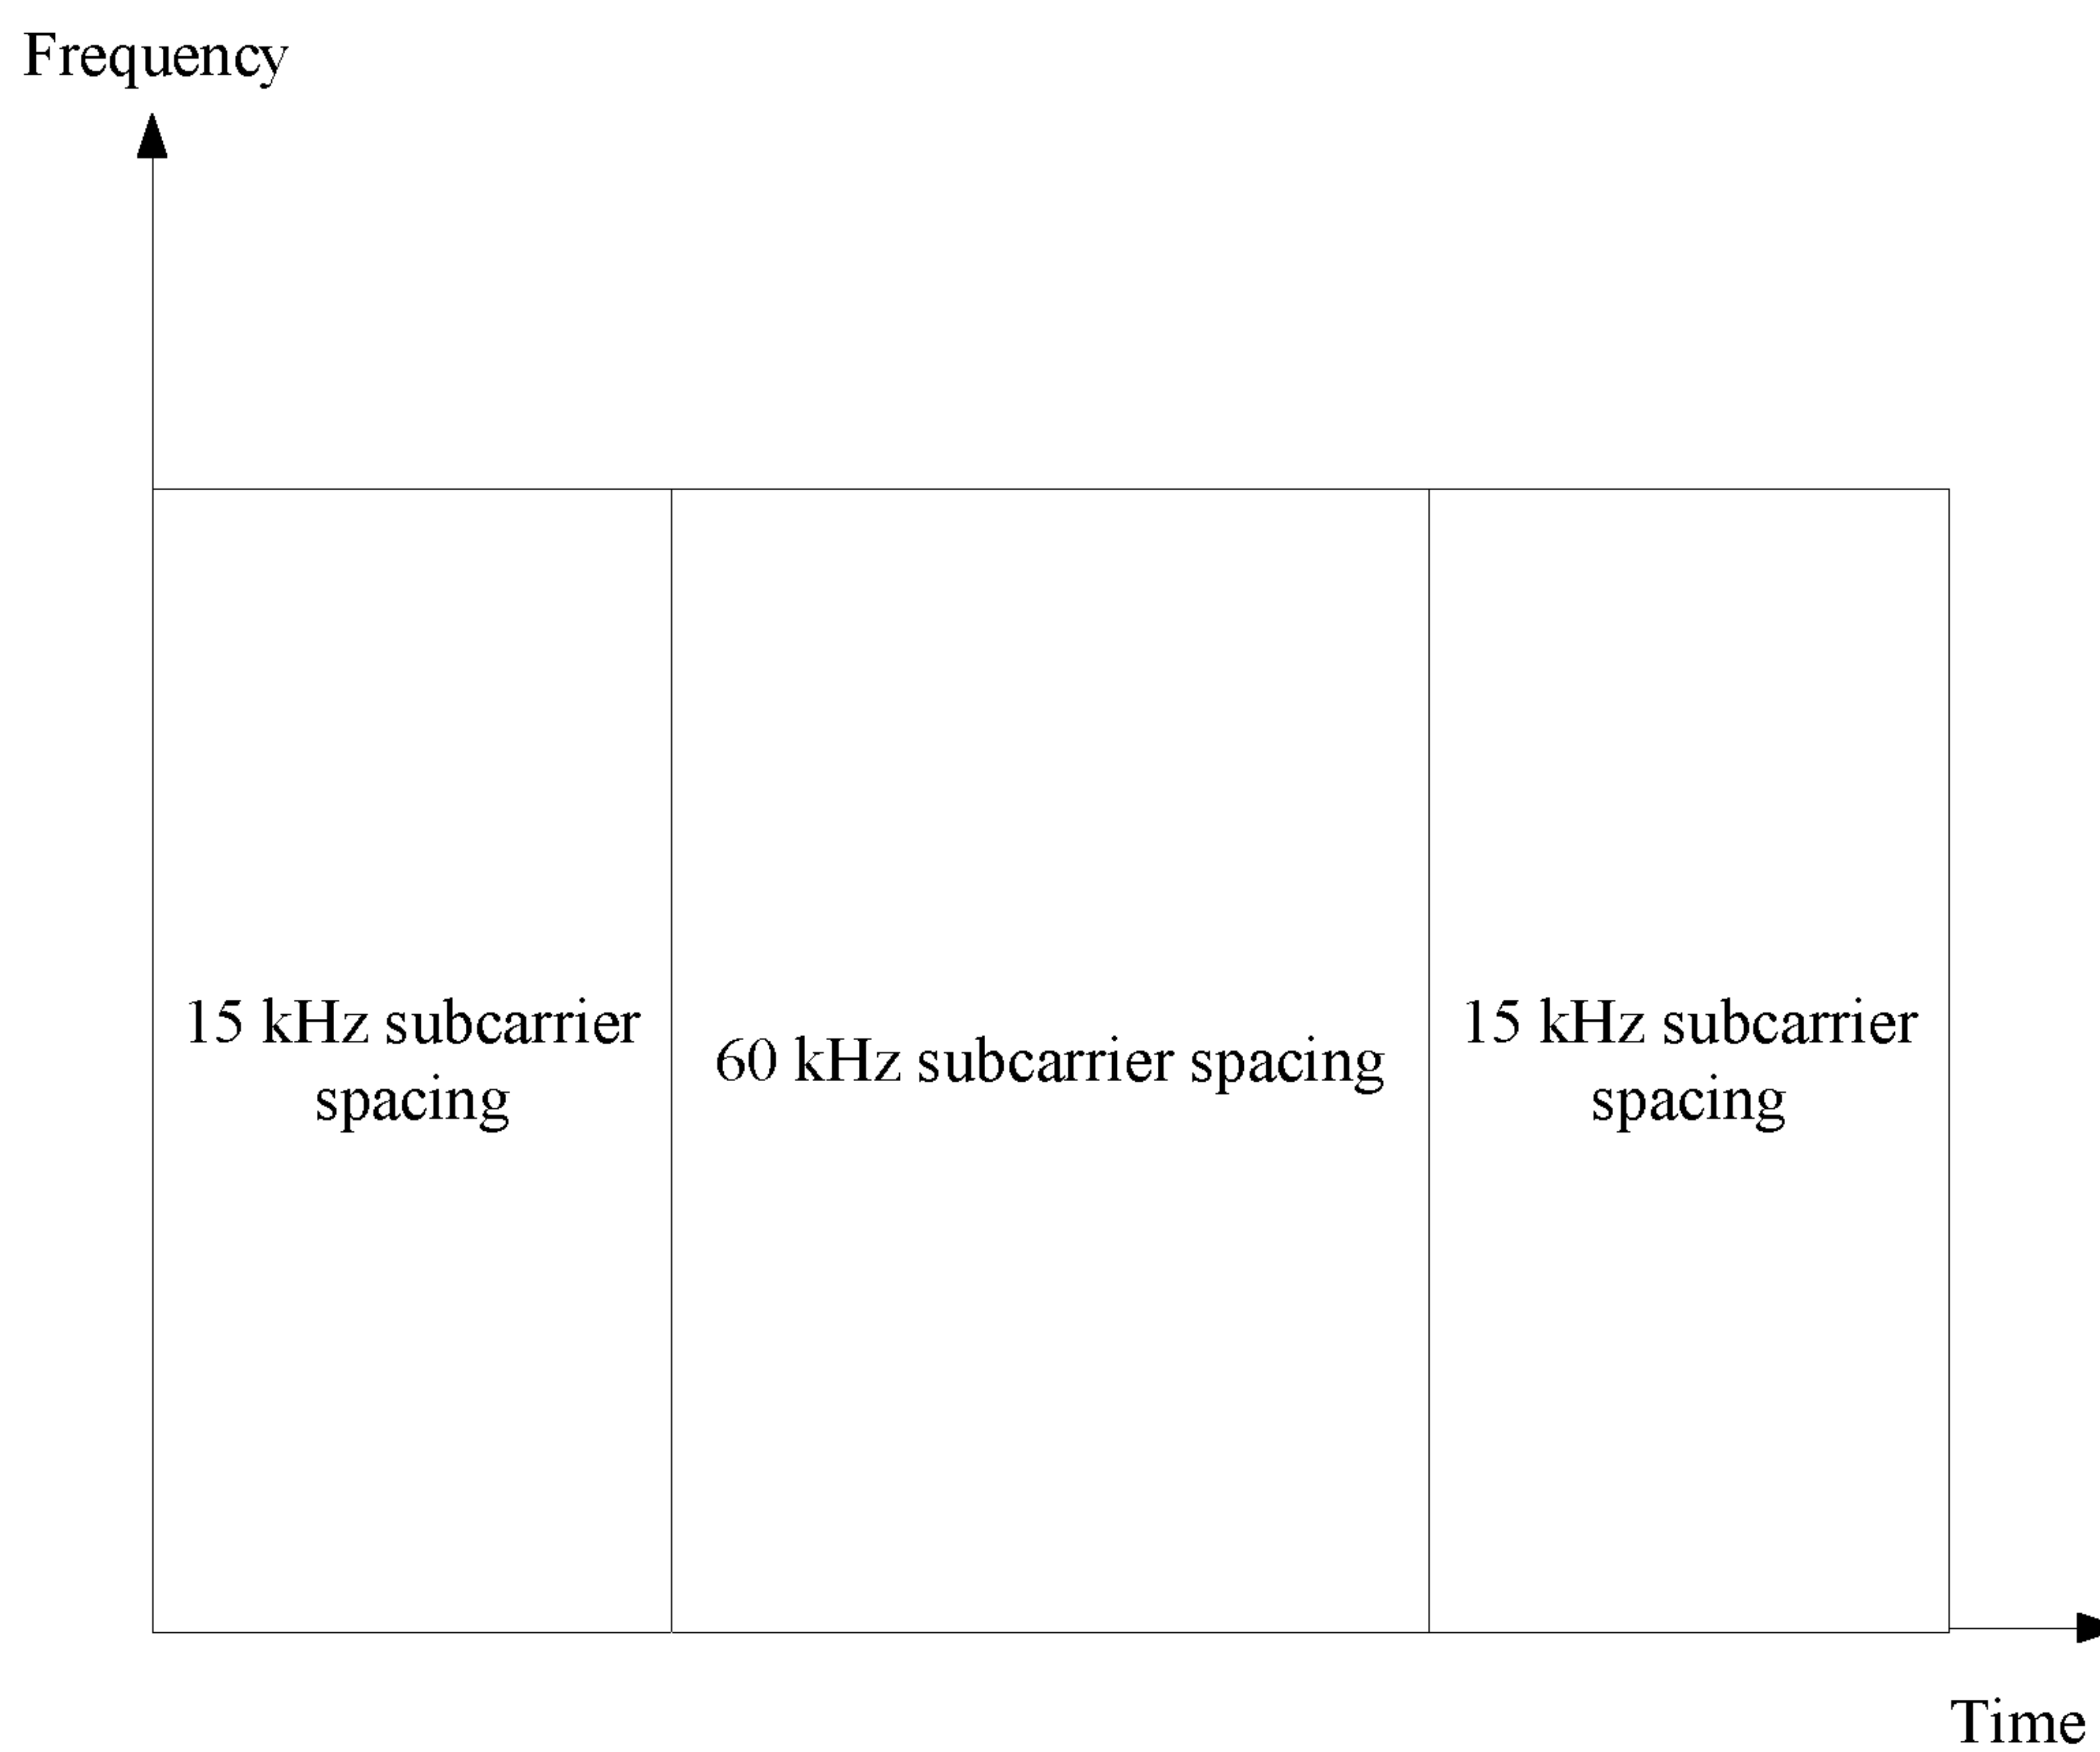 Frequency
15 kHz subcarrier
spacing
60 kHz subcarrier spacing
15 kHz subcarrier
spacing
Time